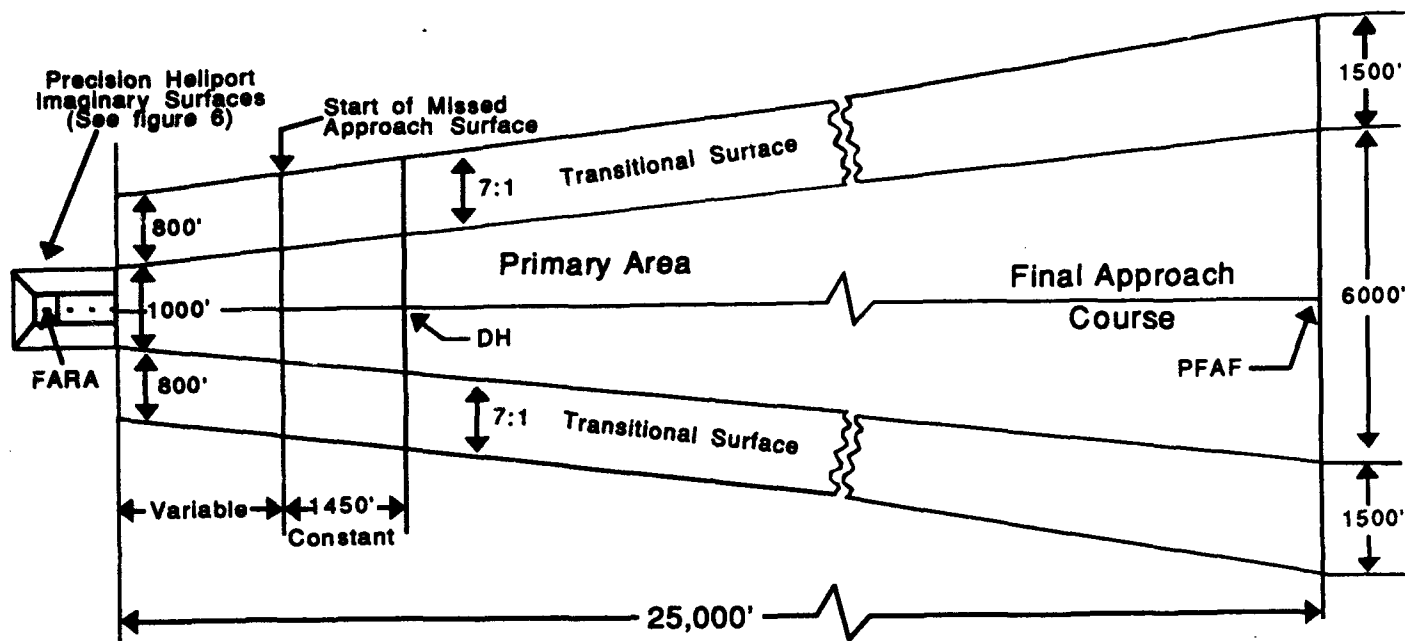 Precision Heliport
Imaginary Surfaces
(See figure 6)
Start of Missed
Approach Surface
1500'
7:1
Transitional Surface
800'
Primary Area
Final Approach
Course
1000'
6000'
DH
PFAF
FARA
800'
7:1
Transitional Surface
Variable
1450'
Constant
1500'
25,000'